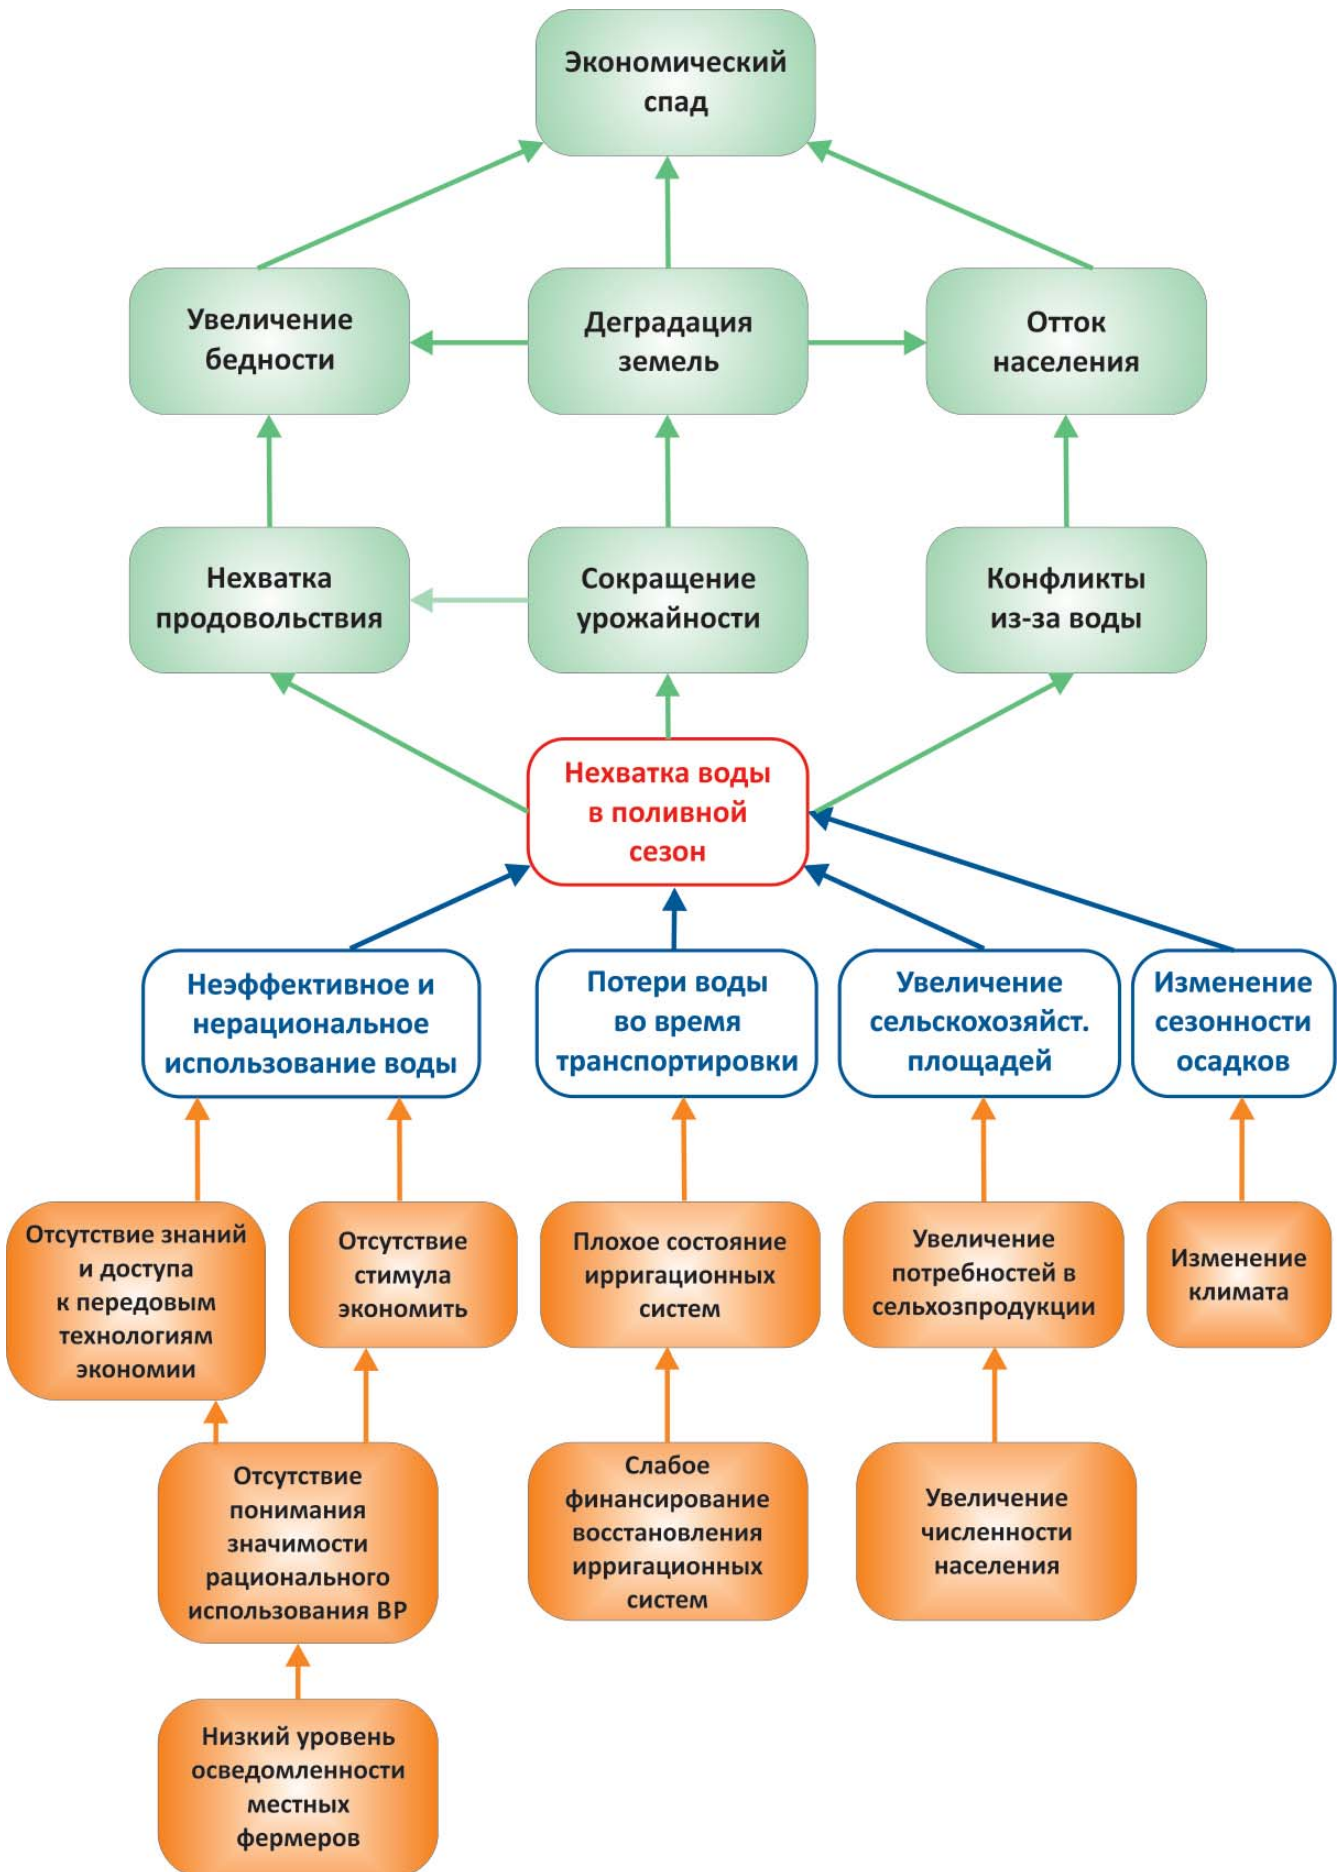 Экономический
спад
Увеличение
бедности
Деградация
земель
Отток
населения
Нехватка
продовольствия
Сокращение
урожайности
Конфликты
из-за воды
Нехватка воды
в поливной
сезон
Неэффективное и
нерациональное
использование воды
Потери воды
во время
транспортировки
Увеличение
сельскохозяйст.
площадей
Изменение
сезонности
осадков
Отсутствие знаний
и доступа
к передовым
технологиям
экономии
Отсутствие
стимула
экономить
Плохое состояние
ирригационных
систем
Увеличение
потребностей в
сельхозпродукции
Изменение
климата
Отсутствие
понимания
значимости
рационального
использования ВР
Слабое
финансирование
восстановления
ирригационных
систем
Увеличение
численности
населения
Низкий уровень
осведомленности
местных
фермеров